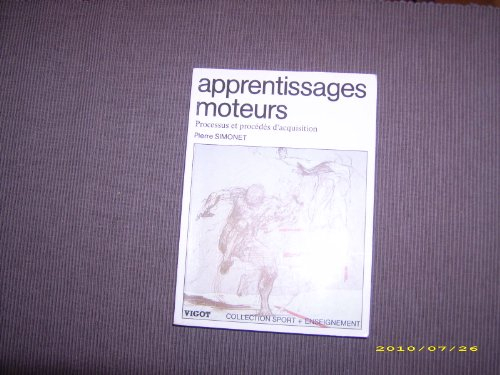 apprentissages
moteurs
Processus et procédés d'acquisition
Pierre SIMONET
VIGOT
COLLECTION SPORT + ENSEIGNEMENT
2010/07/26